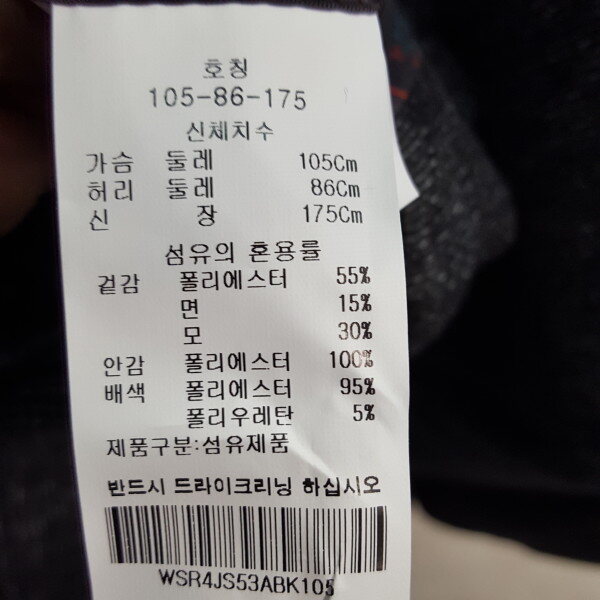 호칭
105-86-175
신체치수
가슴 둘레 105Cm
허리 둘레 86Cm
신 장 175Cm
섬유의 혼용률
겉감 폴리에스터 55%
면 15%
모 30%
안감 폴리에스터 100%
배색 폴리에스터 95%
폴리우레탄 5%
제품구분:섬유제품
반드시 드라이크리닝 하십시오
WSR4JS53ABK105